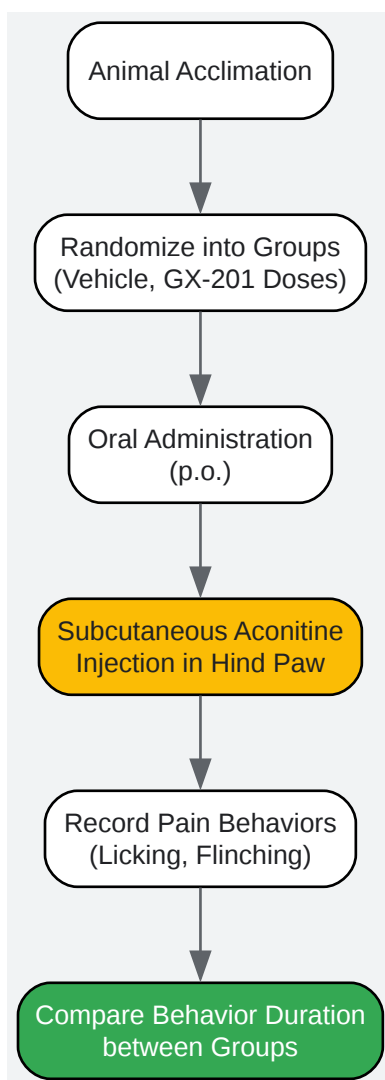 Animal Acclimation
Randomize into Groups
(Vehicle, GX-201 Doses)
Oral Administration
(p.o.)
Subcutaneous Aconitine
Injection in Hind Paw
Record Pain Behaviors
(Licking, Flinching)
Compare Behavior Duration
between Groups